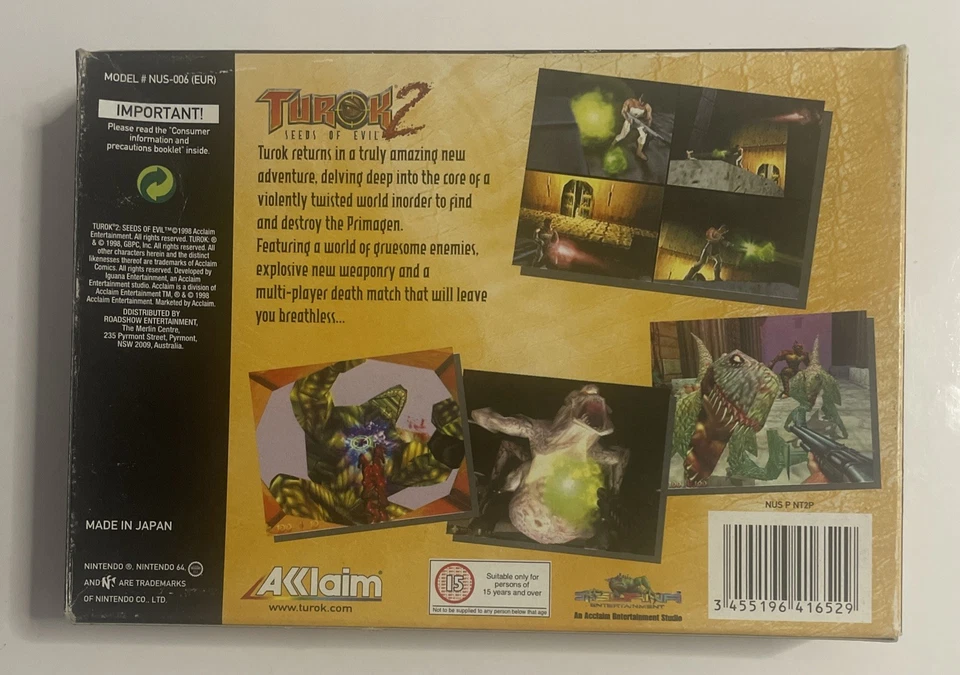 MODEL # NUS-006 (EUR)
IMPORTANT!
Please read the "Consumer
information and
precautions booklet" inside.
TUROK®2: SEEDS OF EVIL™©1998 Acclaim
Entertainment. All rights reserved. TUROK: ®
& © 1998, GBPC, Inc. All rights reserved. All
other characters herein and the distinct
likenesses thereof are trademarks of Acclaim
Comics. All rights reserved. Developed by
Iguana Entertainment, an Acclaim
Entertainment studio. Acclaim is a division of
Acclaim Entertainment TM, ® & © 1998
Acclaim Entertainment. Marketed by Acclaim.
DDISTRIBUTED BY
ROADSHOW ENTERTAINMENT,
The Merlin Centre,
235 Pyrmont Street, Pyrmont,
NSW 2009, Australia.
MADE IN JAPAN
NINTENDO ®, NINTENDO 64,
AND ARE TRADEMARKS
OF NINTENDO CO., LTD.
TUROK 2
SEEDS OF EVIL
Turok returns in a truly amazing new
adventure, delving deep into the core of a
violently twisted world inorder to find
and destroy the Primagen.
Featuring a world of gruesome enemies,
explosive new weaponry and a
multi-player death match that will leave
you breathless...
AKKlaim®
www.turok.com
15
Suitable only for
persons of
15 years and over
Not to be supplied to any person below that age
ENTERTAINMENT
An Acclaim Entertainment Studio
NUS P NT2P
3 455196 416529